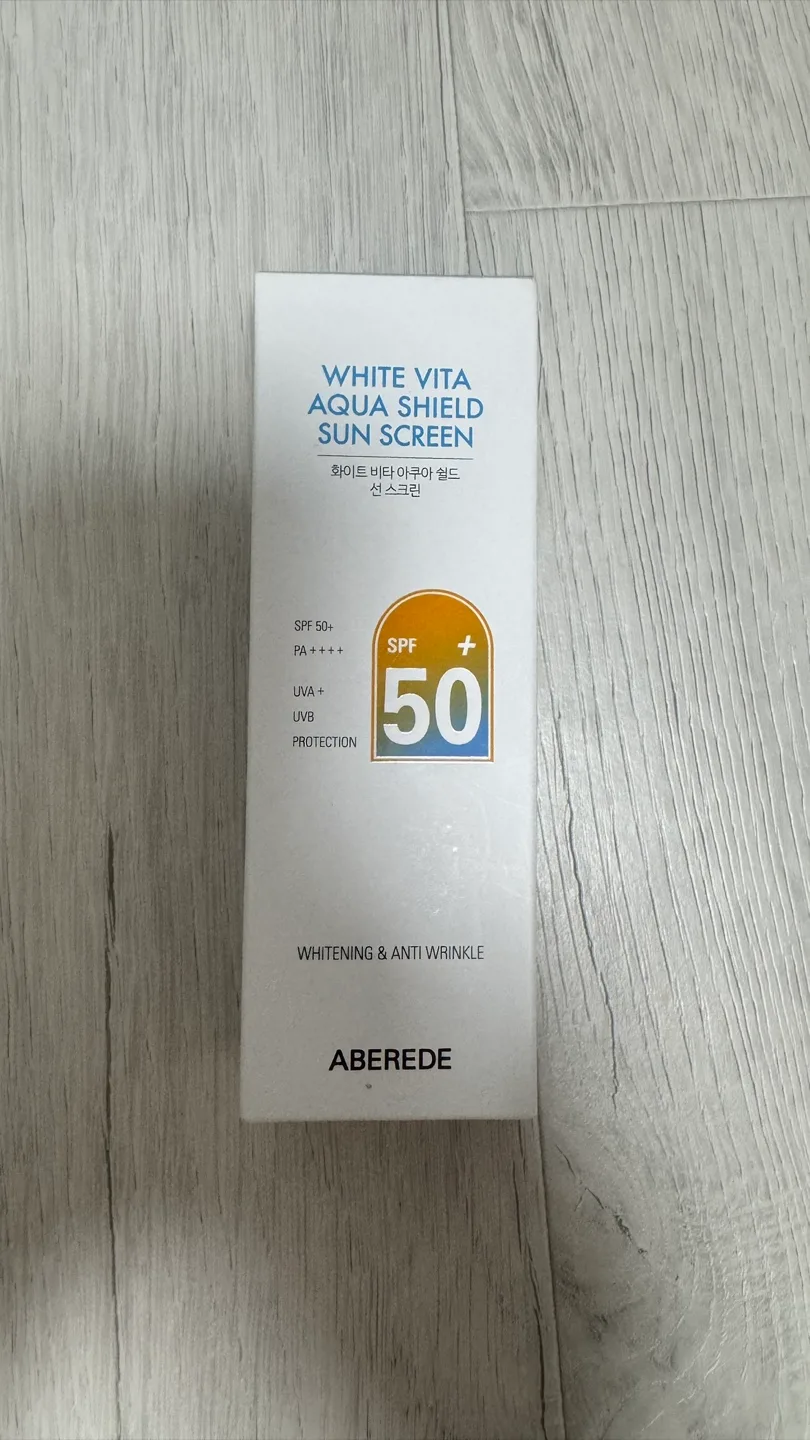 WHITE VITA
AQUA SHIELD
SUN SCREEN
화이트 비타 아쿠아 쉴드
선 스크린
SPF 50+
PA ++++
UVA +
UVB
PROTECTION
SPF +
50
WHITENING & ANTI WRINKLE
ABEREDE